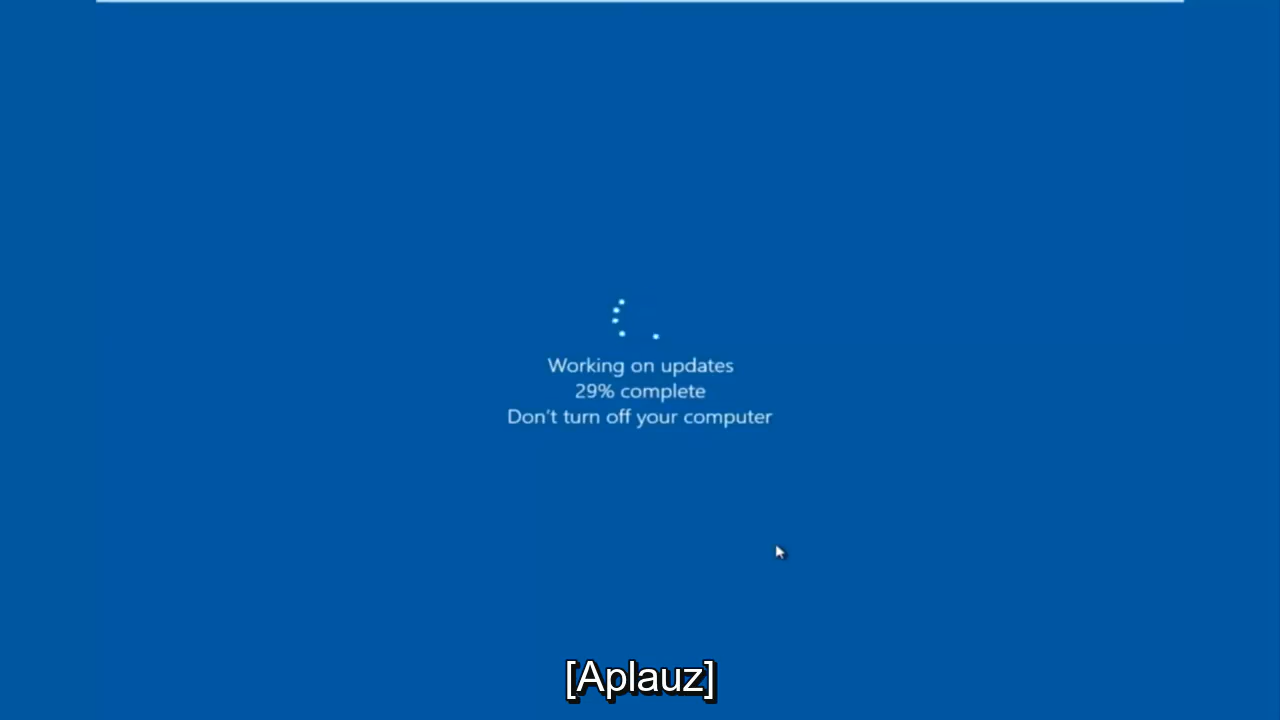 Working on updates
29% complete
Don't turn off your computer
[Aplauz]